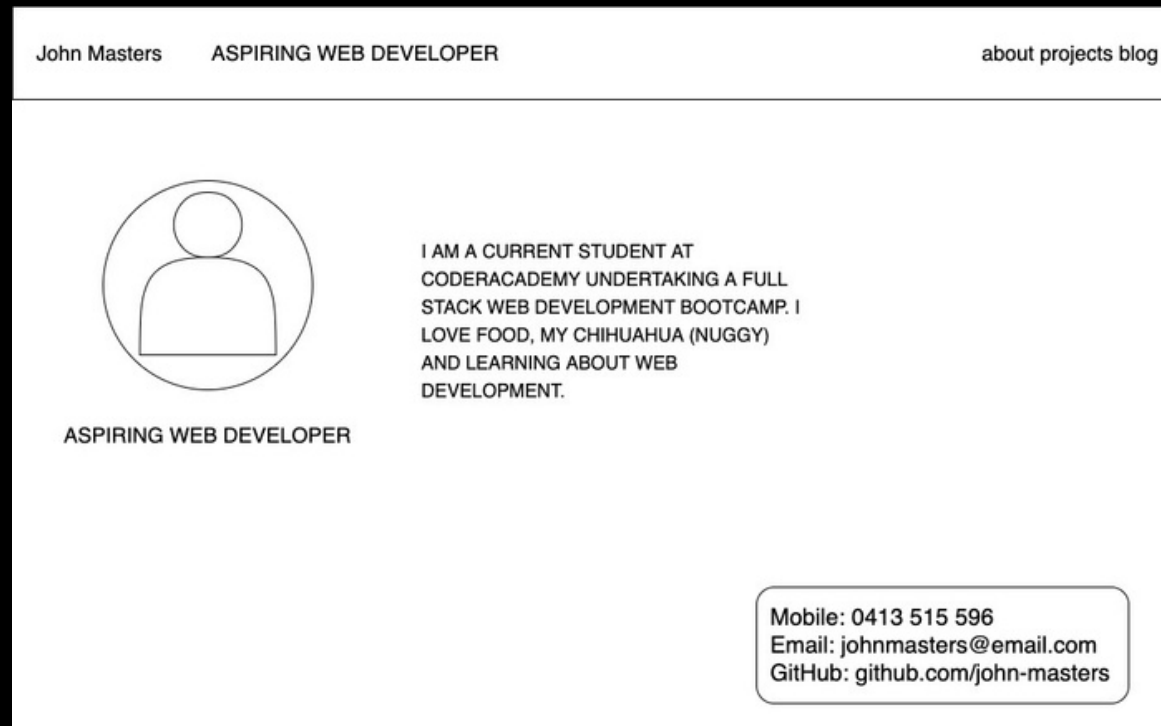 John Masters ASPIRING WEB DEVELOPER about projects blog
I AM A CURRENT STUDENT AT
CODERACADEMY UNDERTAKING A FULL
STACK WEB DEVELOPMENT BOOTCAMP. I
LOVE FOOD, MY CHIHUAHUA (NUGGY)
AND LEARNING ABOUT WEB
DEVELOPMENT.
ASPIRING WEB DEVELOPER
Mobile: 0413 515 596
Email: johnmasters@email.com
GitHub: github.com/john-masters